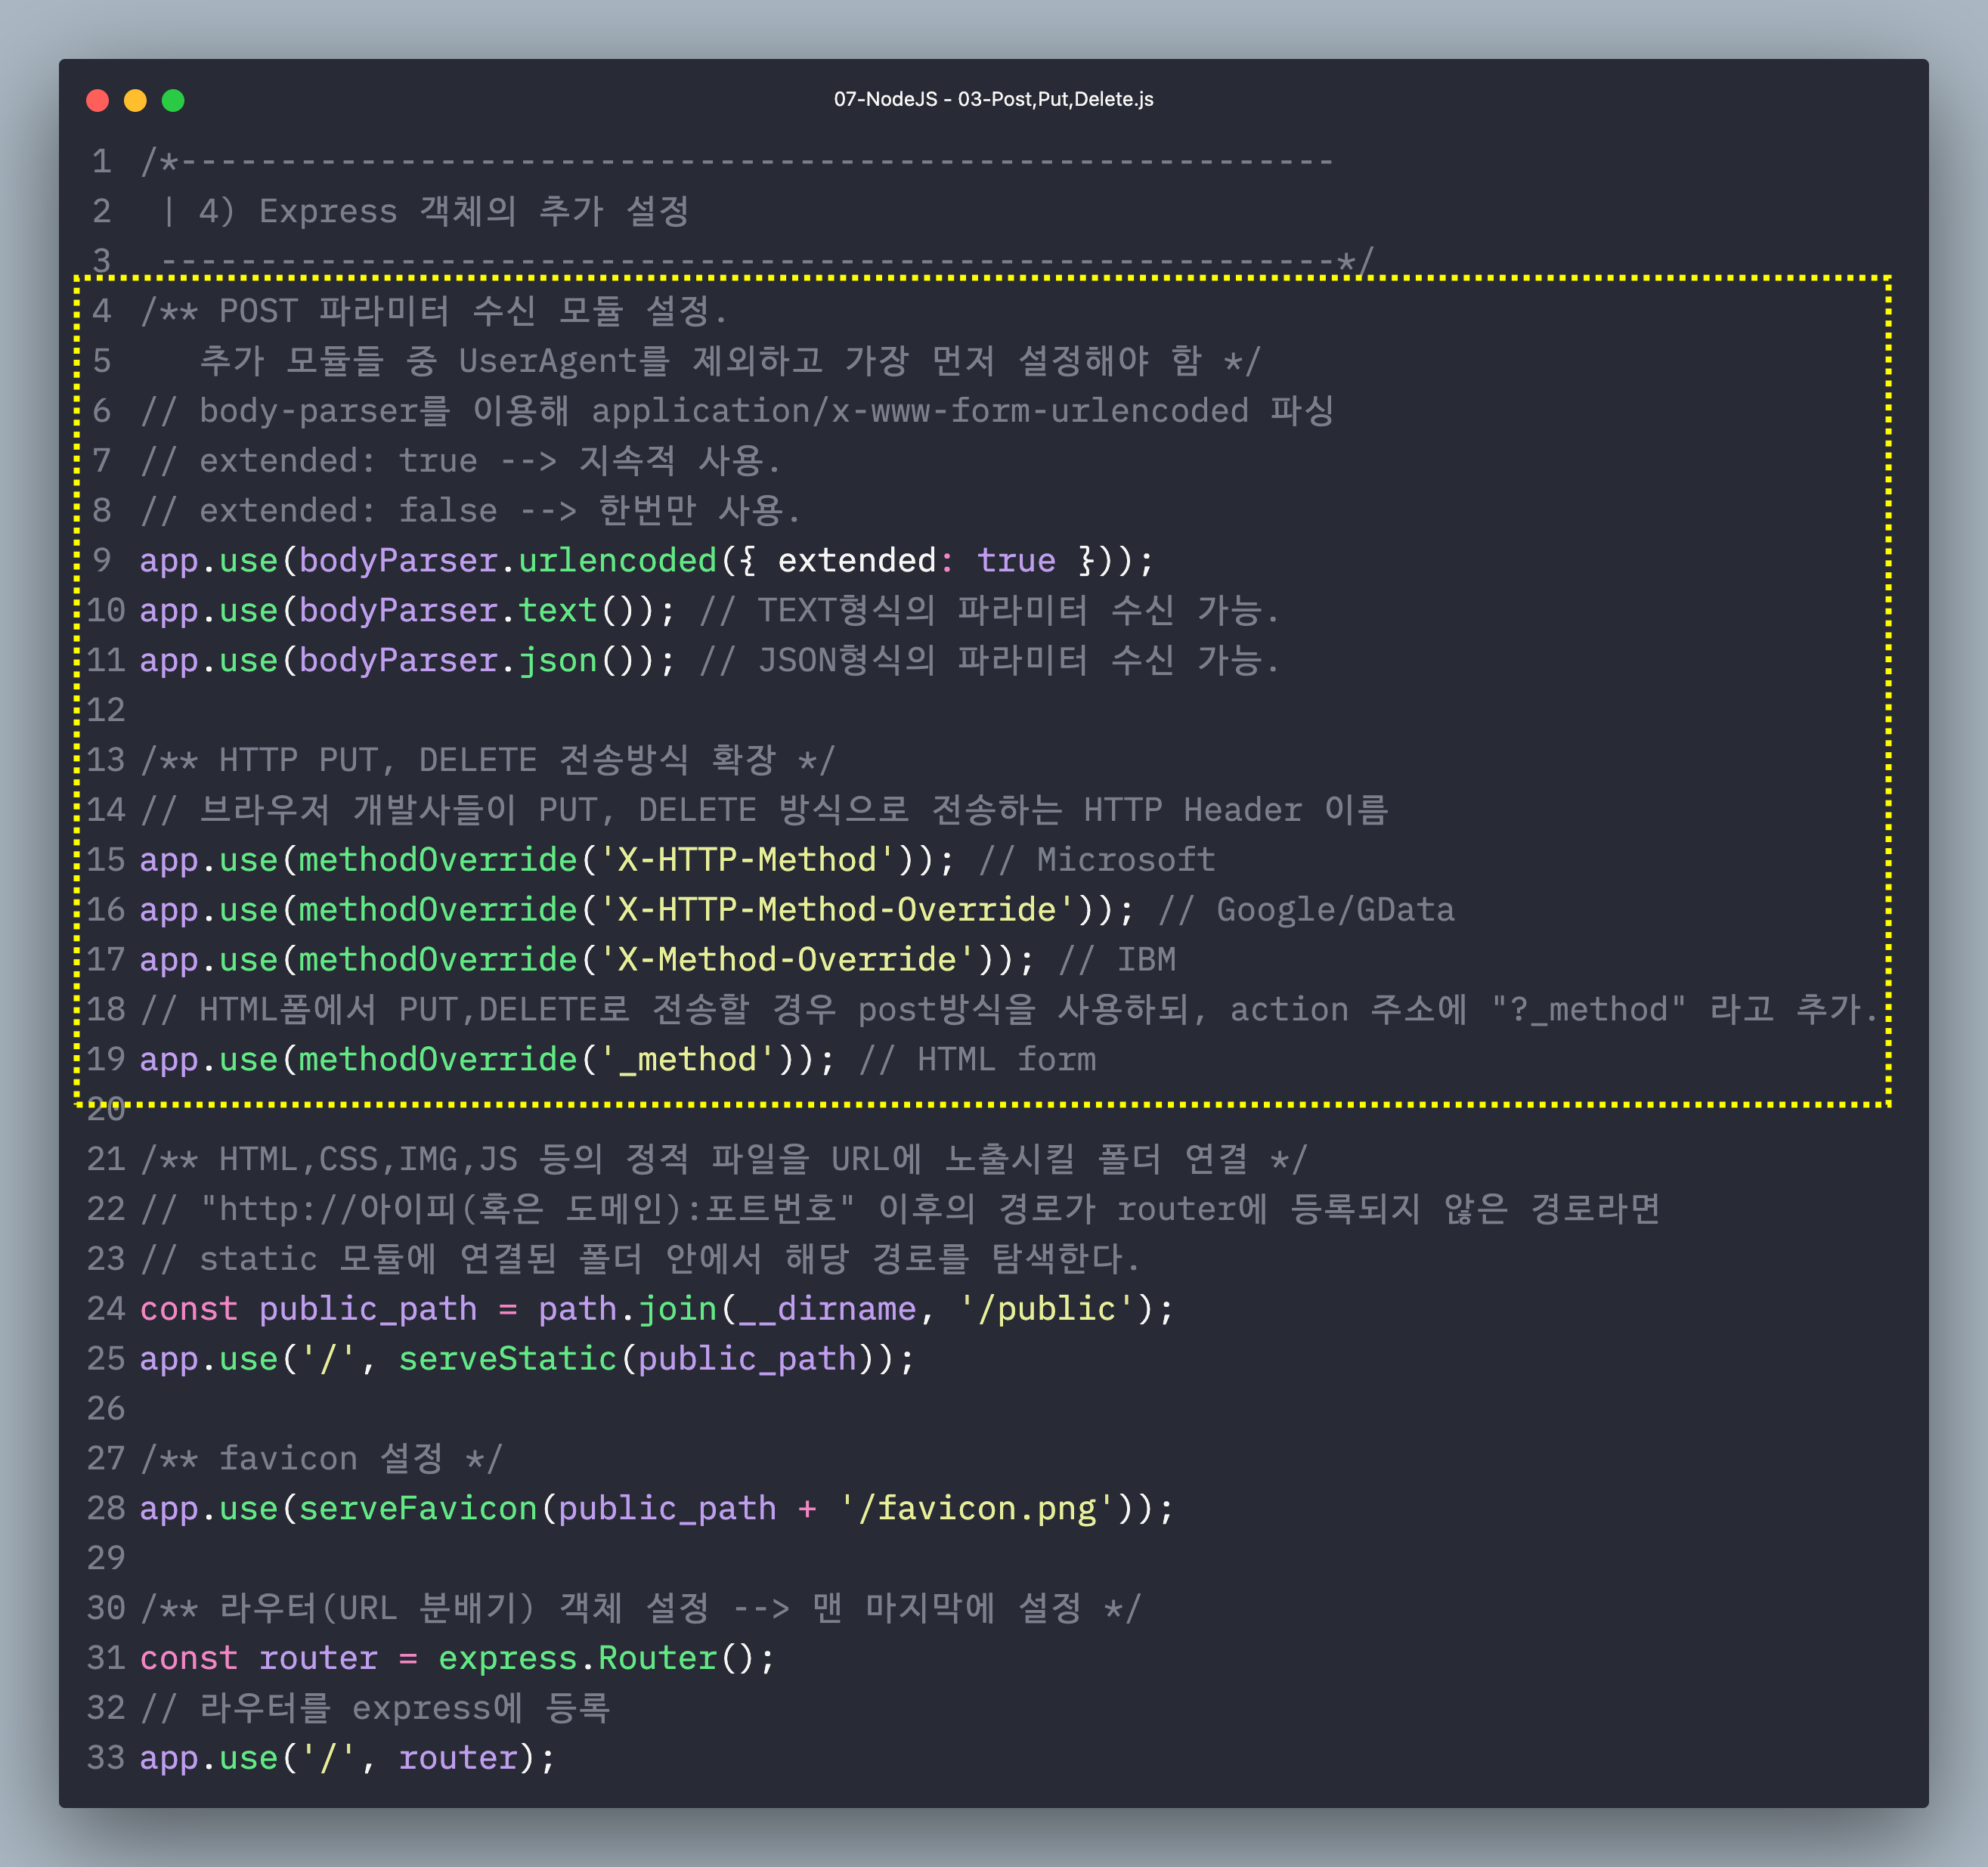 07-NodeJS - 03-Post,Put,Delete.js
1 /*----------------------------------------------------------
2  | 4) Express 객체의 추가 설정
3  -----------------------------------------------------------*/
4 /** POST 파라미터 수신 모듈 설정.
5    추가 모듈들 중 UserAgent를 제외하고 가장 먼저 설정해야 함 */
6 // body-parser를 이용해 application/x-www-form-urlencoded 파싱
7 // extended: true --> 지속적 사용.
8 // extended: false --> 한번만 사용.
9 app.use(bodyParser.urlencoded({ extended: true }));
10 app.use(bodyParser.text()); // TEXT형식의 파라미터 수신 가능.
11 app.use(bodyParser.json()); // JSON형식의 파라미터 수신 가능.
12
13 /** HTTP PUT, DELETE 전송방식 확장 */
14 // 브라우저 개발사들이 PUT, DELETE 방식으로 전송하는 HTTP Header 이름
15 app.use(methodOverride('X-HTTP-Method')); // Microsoft
16 app.use(methodOverride('X-HTTP-Method-Override')); // Google/GData
17 app.use(methodOverride('X-Method-Override')); // IBM
18 // HTML폼에서 PUT,DELETE로 전송할 경우 post방식을 사용하되, action 주소에 "?_method" 라고 추가.
19 app.use(methodOverride('_method')); // HTML form
20
21 /** HTML,CSS,IMG,JS 등의 정적 파일을 URL에 노출시킬 폴더 연결 */
22 // "http://아이피(혹은 도메인):포트번호" 이후의 경로가 router에 등록되지 않은 경로라면
23 // static 모듈에 연결된 폴더 안에서 해당 경로를 탐색한다.
24 const public_path = path.join(__dirname, '/public');
25 app.use('/', serveStatic(public_path));
26
27 /** favicon 설정 */
28 app.use(serveFavicon(public_path + '/favicon.png'));
29
30 /** 라우터(URL 분배기) 객체 설정 --> 맨 마지막에 설정 */
31 const router = express.Router();
32 // 라우터를 express에 등록
33 app.use('/', router);